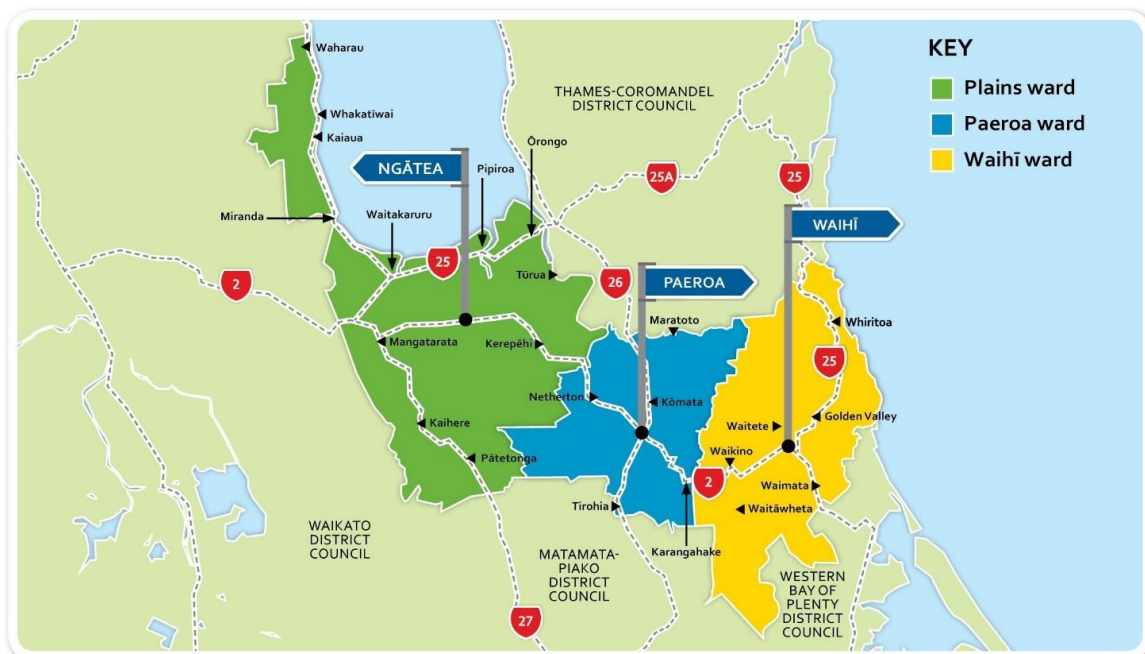 Waharau
Whakatīwai
Kaiaua
Miranda
Waitakaruru
NGĀTEA
Pipiroa
Ōrongo
THAMES-COROMANDEL
DISTRICT COUNCIL
25A
25
KEY
Plains ward
Paeroa ward
Waihī ward
WAIHĪ
2
25
Tūrua
26
PAEROA
Maratoto
Whiritoa
Mangatarata
Kerepēhi
25
Netherton
Kōmata
Golden Valley
Kaihere
Waitete
Pātetonga
Waikino
2
Waimata
Tirohia
Waitāwheta
Karangahake
WAIKATO
DISTRICT
COUNCIL
MATAMATA-
PIAKO
DISTRICT
COUNCIL
WESTERN
BAY OF
PLENTY
DISTRICT
COUNCIL
27